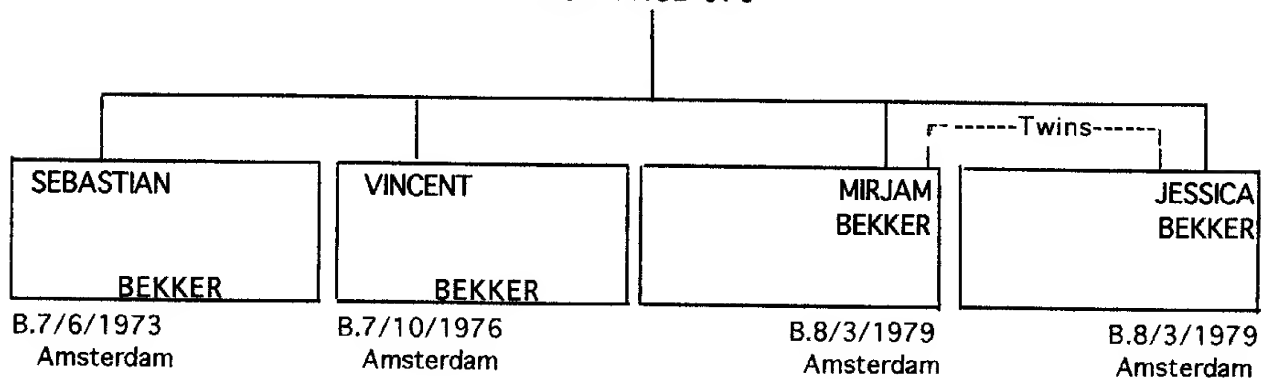 Twins
SEBASTIAN
BEKKER
B.7/6/1973
Amsterdam
VINCENT
BEKKER
B.7/10/1976
Amsterdam
MIRJAM
BEKKER
B.8/3/1979
Amsterdam
JESSICA
BEKKER
B.8/3/1979
Amsterdam